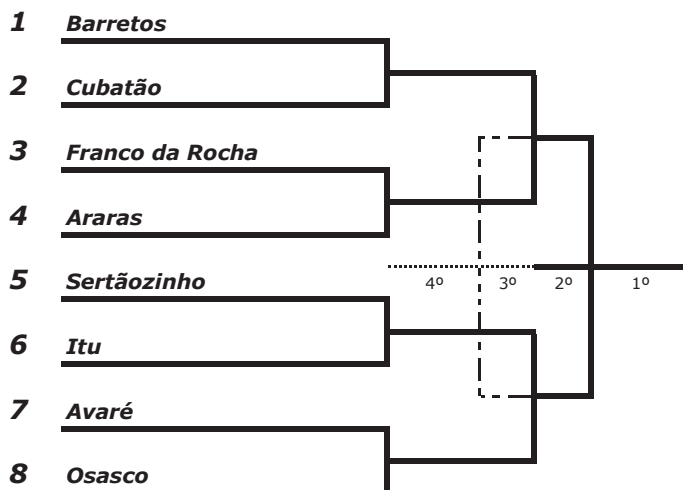 1 Barretos
2 Cubatão
3 Franco da Rocha
4 Araras
4º 3º 2º 1º
5 Sertãozinho
6 Itu
7 Avaré
8 Osasco